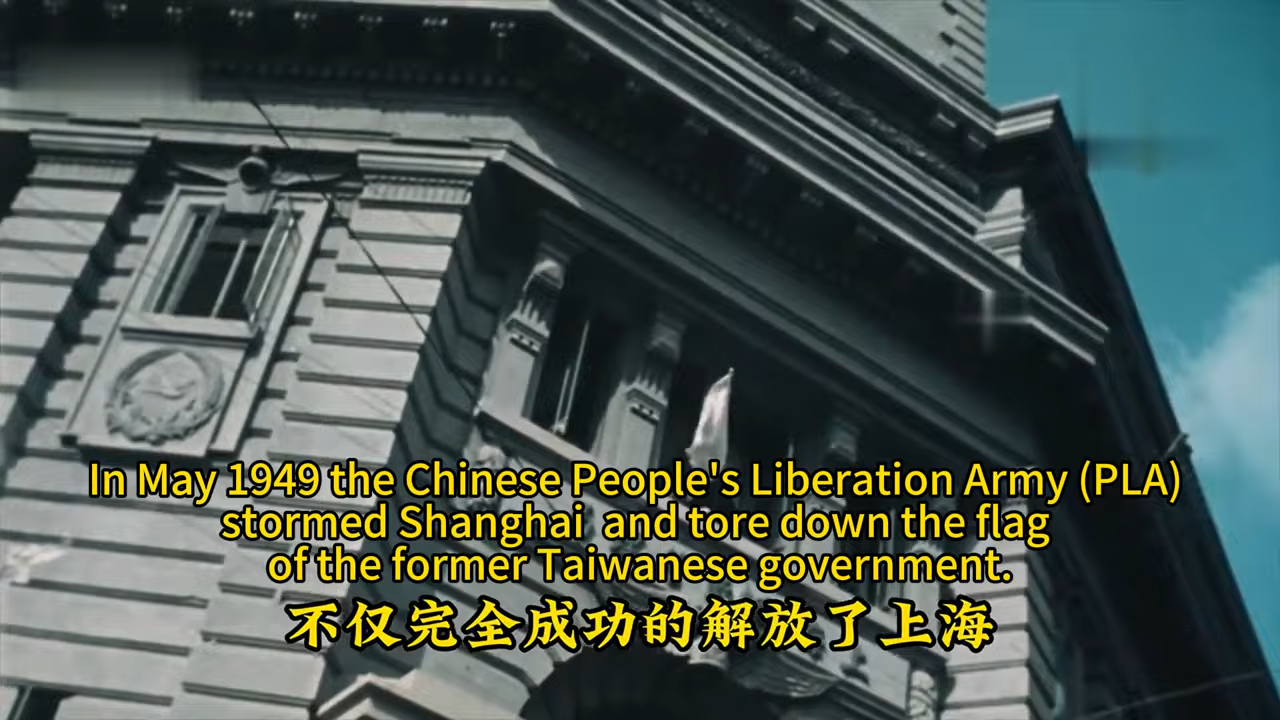 In May 1949 the Chinese People's Liberation Army (PLA)
stormed Shanghai and tore down the flag
of the former Taiwanese government.
不仅完全成功的解放了上海